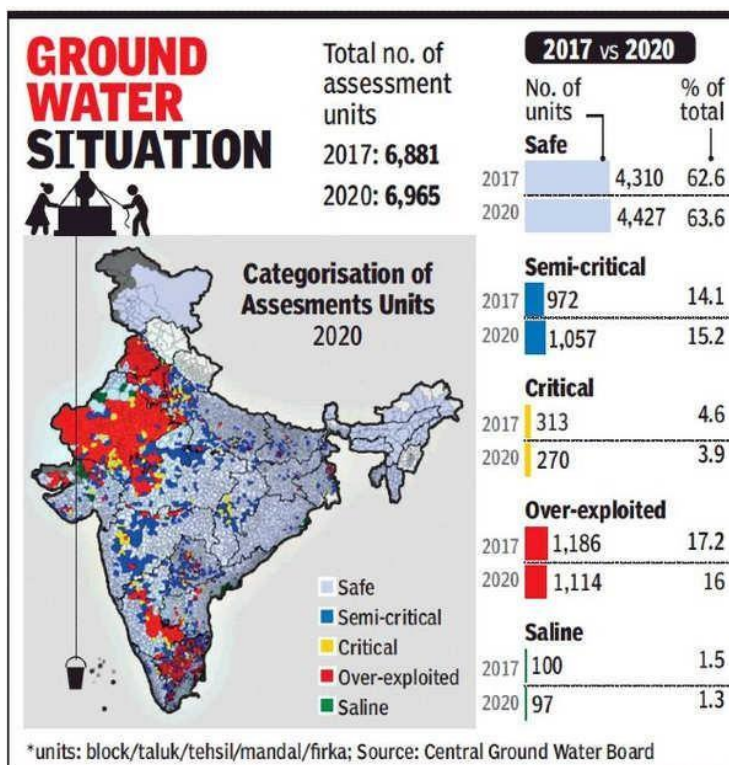 GROUND
WATER
SITUATION
Total no. of
assessment
units
2017: 6,881
2020: 6,965
Categorisation of
Assesments Units
2020
Safe
Semi-critical
Critical
Over-exploited
Saline
2017 vs 2020
No. of
units
% of
total
Safe
2017 4,310 62.6
2020 4,427 63.6
Semi-critical
2017 972 14.1
2020 1,057 15.2
Critical
2017 313 4.6
2020 270 3.9
Over-exploited
2017 1,186 17.2
2020 1,114 16
Saline
2017 100 1.5
2020 97 1.3
*units: block/taluk/tehsil/mandal/firka; Source: Central Ground Water Board